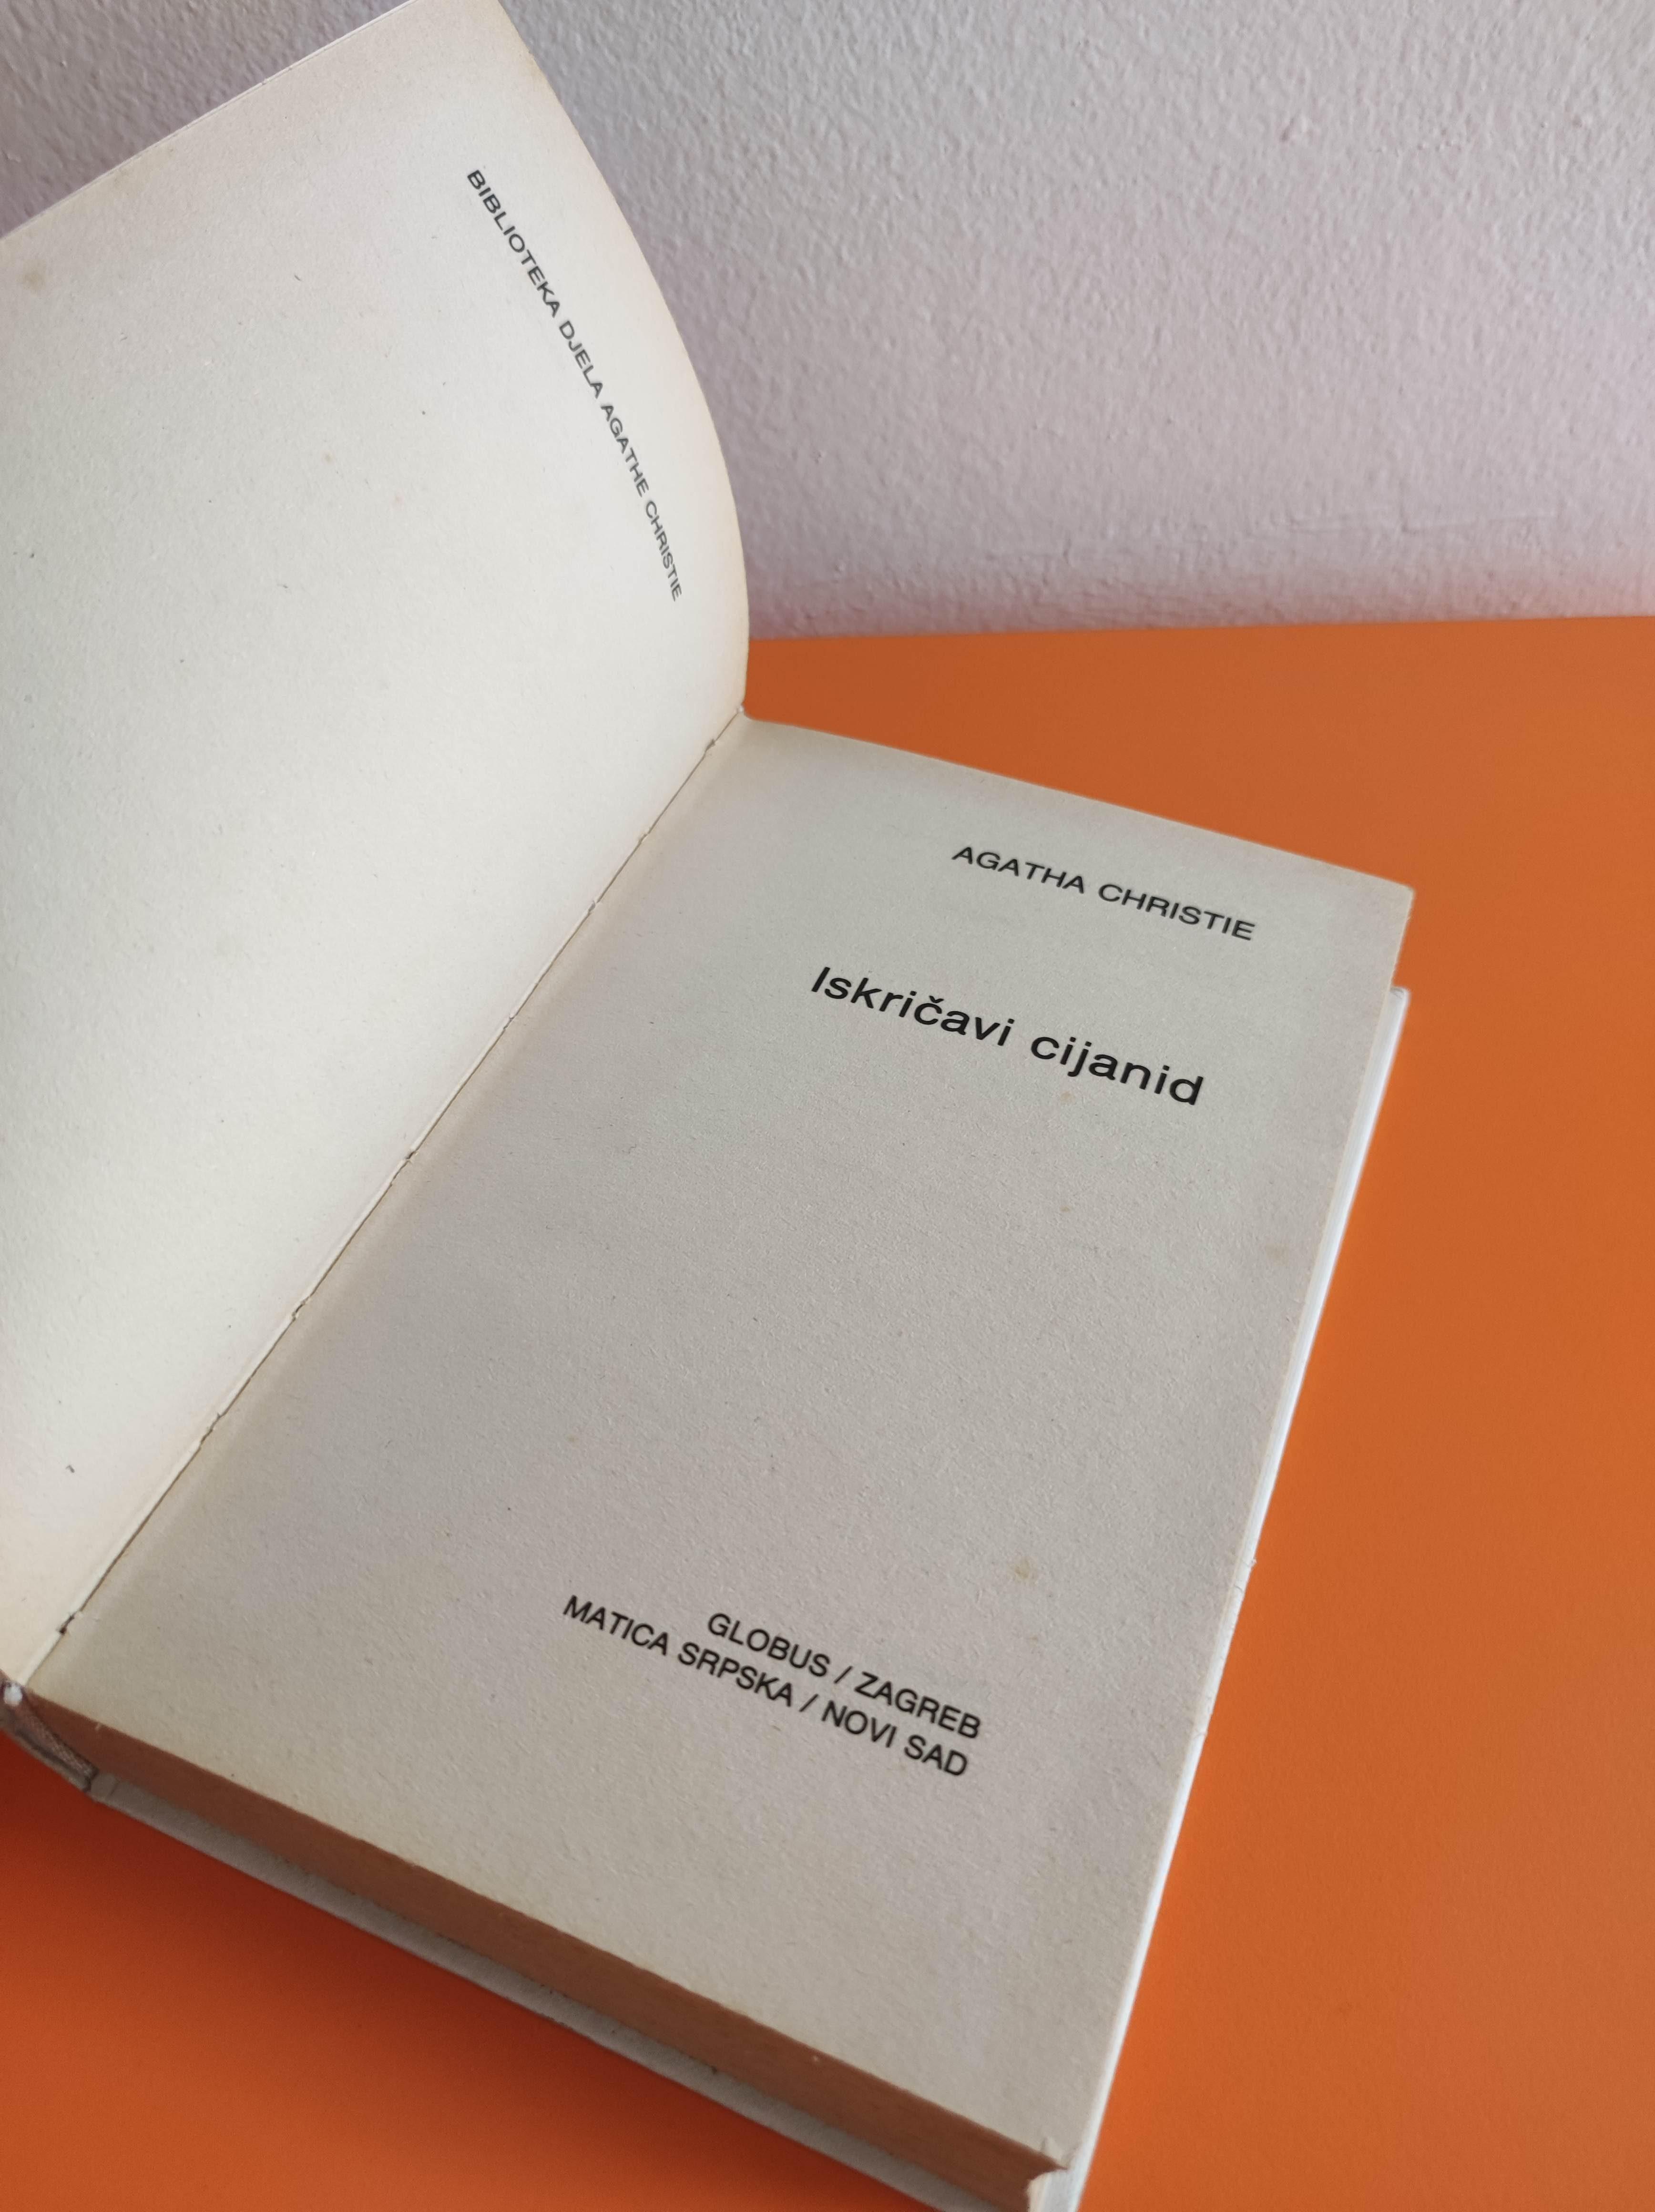 BIBLIOTEKA DJELA AGATHE CHRISTIE
AGATHA CHRISTIE
Iskričavi cijanid
GLOBUS / ZAGREB
MATICA SRPSKA / NOVI SAD